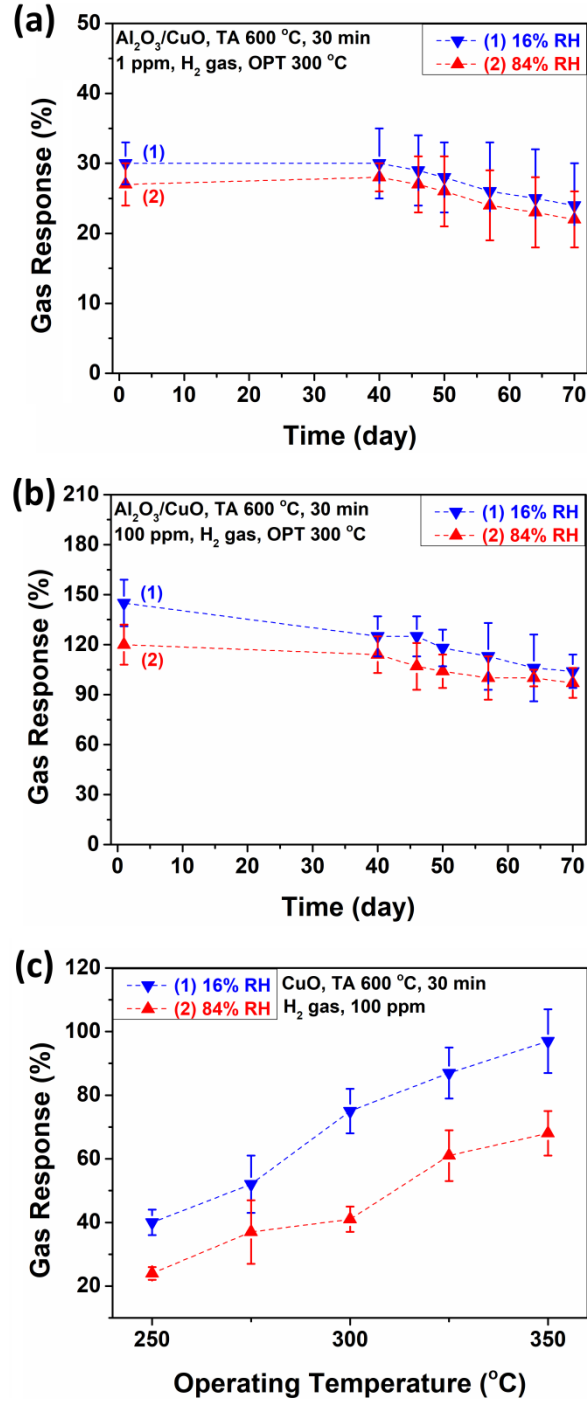 (a)
Al₂O₃/CuO, TA 600 °C, 30 min
1 ppm, H₂ gas, OPT 300 °C
(1) 16% RH
(2) 84% RH
(1)
(2)
50
40
30
20
10
0
Gas Response (%)
0 10 20 30 40 50 60 70
Time (day)
(b)
Al₂O₃/CuO, TA 600 °C, 30 min
100 ppm, H₂ gas, OPT 300 °C
(1) 16% RH
(2) 84% RH
(1)
(2)
210
180
150
120
90
60
30
0
Gas Response (%)
0 10 20 30 40 50 60 70
Time (day)
(c)
(1) 16% RH
(2) 84% RH
CuO, TA 600 °C, 30 min
H₂ gas, 100 ppm
120
100
80
60
40
20
Gas Response (%)
250 300 350
Operating Temperature (°C)